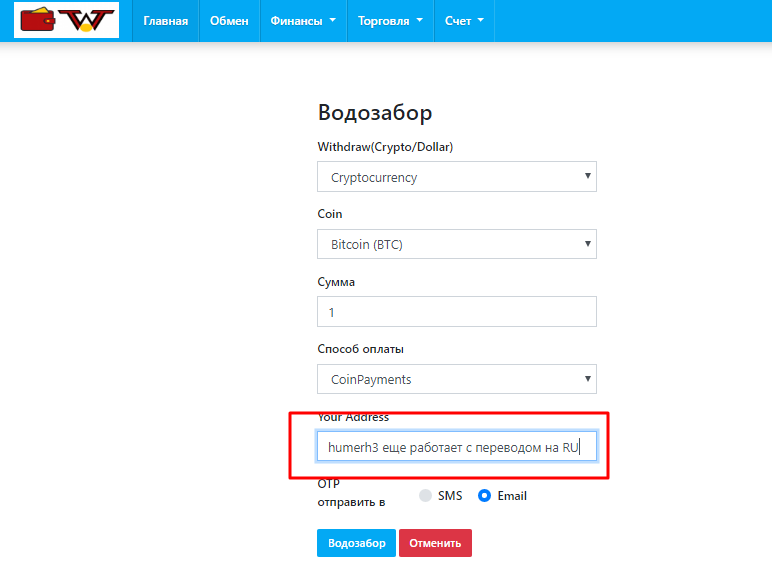 W
Главная Обмен Финансы Торговля Счет
Водозабор
Withdraw(Crypto/Dollar)
Cryptocurrency
Coin
Bitcoin (BTC)
Сумма
1
Способ оплаты
CoinPayments
Your Address
humerh3 еще работает с переводом на RU
OTP
отправить в SMS Email
Водозабор Отменить